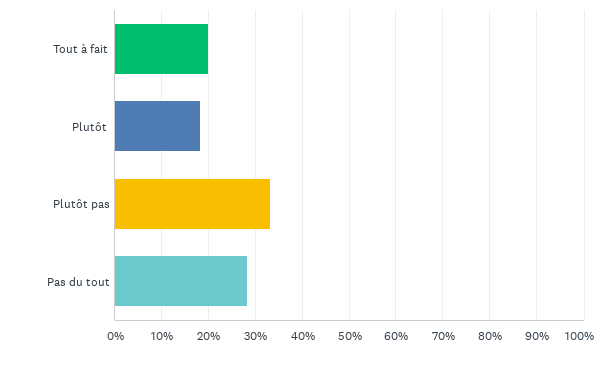 Tout à fait
Plutôt
Plutôt pas
Pas du tout
0% 10% 20% 30% 40% 50% 60% 70% 80% 90% 100%